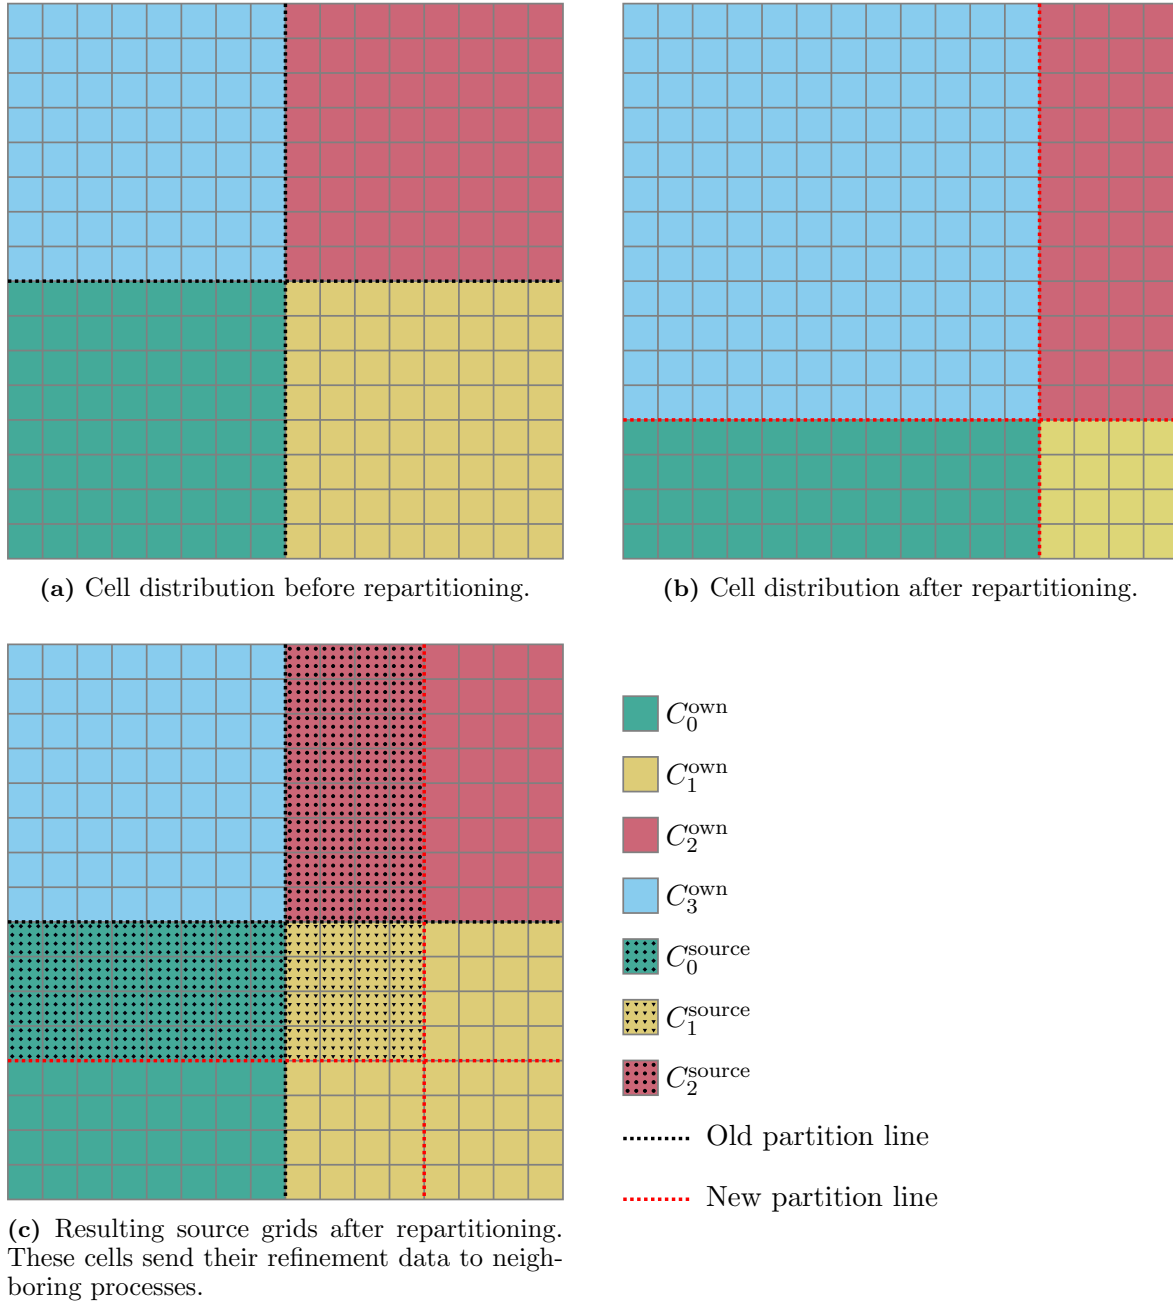 (a) Cell distribution before repartitioning.
(b) Cell distribution after repartitioning.
C_0^own
C_1^own
C_2^own
C_3^own
C_0^source
C_1^source
C_2^source
Old partition line
New partition line
(c) Resulting source grids after repartitioning.
These cells send their refinement data to neigh-
boring processes.